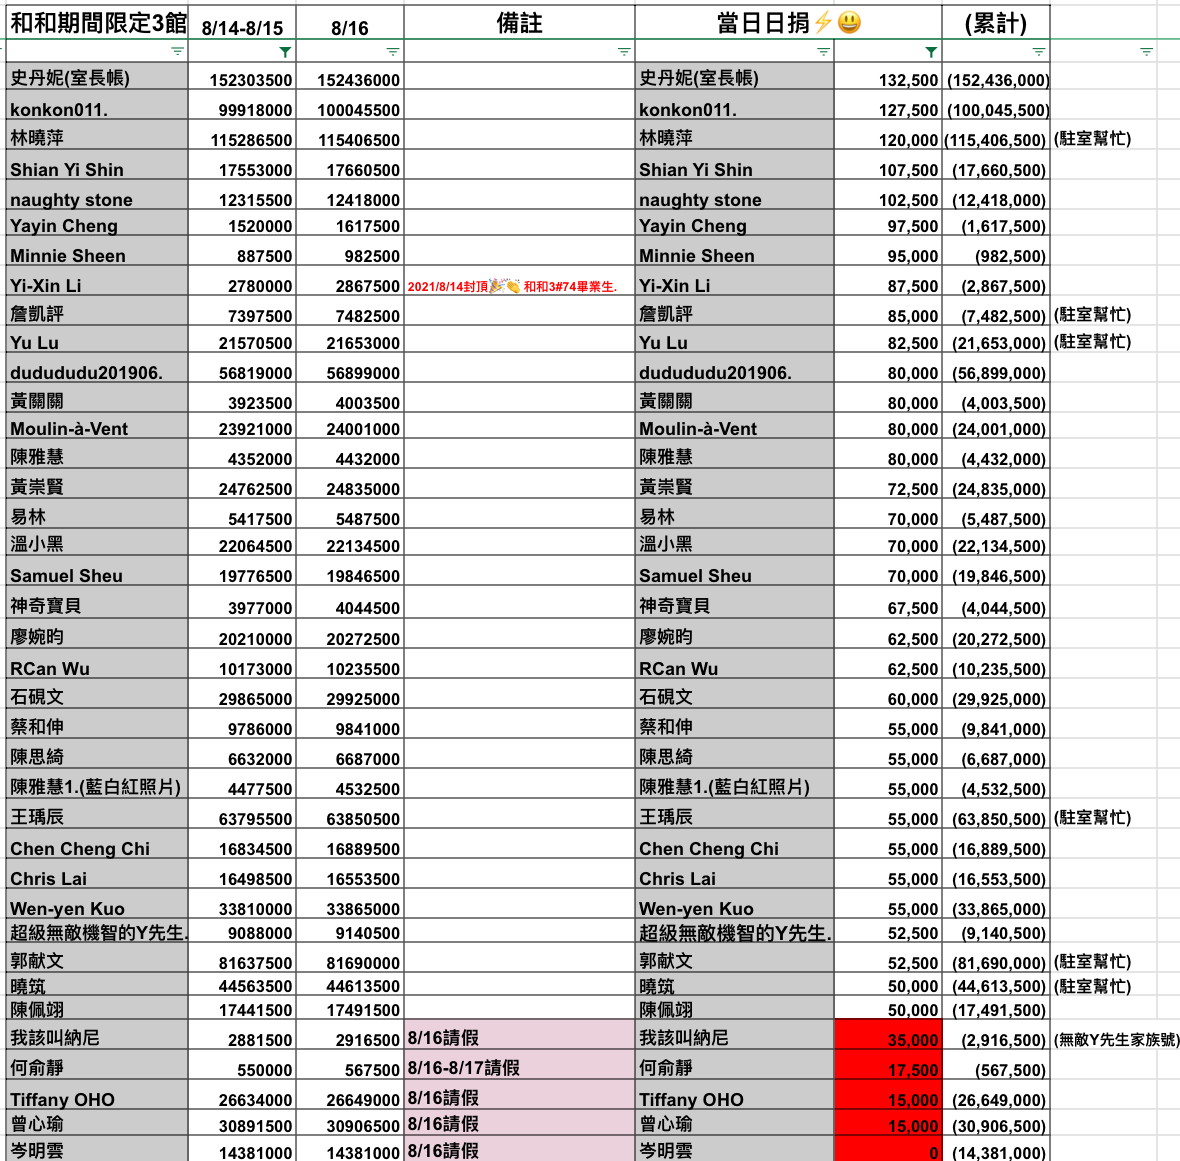 和和期間限定3館 8/14-8/15 8/16 備註 當日日捐⚡😃 (累計)
史丹妮(室長帳) 152303500 152436000 史丹妮(室長帳) 132,500 (152,436,000)
konkon011. 99918000 100045500 konkon011. 127,500 (100,045,500)
林曉萍 115286500 115406500 林曉萍 120,000 (115,406,500) (駐室幫忙)
Shian Yi Shin 17553000 17660500 Shian Yi Shin 107,500 (17,660,500)
naughty stone 12315500 12418000 naughty stone 102,500 (12,418,000)
Yayin Cheng 1520000 1617500 Yayin Cheng 97,500 (1,617,500)
Minnie Sheen 887500 982500 Minnie Sheen 95,000 (982,500)
Yi-Xin Li 2780000 2867500 2021/8/14封頂🎉👏 和和3#74畢業生. Yi-Xin Li 87,500 (2,867,500)
詹凱評 7397500 7482500 詹凱評 85,000 (7,482,500) (駐室幫忙)
Yu Lu 21570500 21653000 Yu Lu 82,500 (21,653,000) (駐室幫忙)
dudududu201906. 56819000 56899000 dudududu201906. 80,000 (56,899,000)
黃關關 3923500 4003500 黃關關 80,000 (4,003,500)
Moulin-à-Vent 23921000 24001000 Moulin-à-Vent 80,000 (24,001,000)
陳雅慧 4352000 4432000 陳雅慧 80,000 (4,432,000)
黃崇賢 24762500 24835000 黃崇賢 72,500 (24,835,000)
易林 5417500 5487500 易林 70,000 (5,487,500)
溫小黑 22064500 22134500 溫小黑 70,000 (22,134,500)
Samuel Sheu 19776500 19846500 Samuel Sheu 70,000 (19,846,500)
神奇寶貝 3977000 4044500 神奇寶貝 67,500 (4,044,500)
廖婉昀 20210000 20272500 廖婉昀 62,500 (20,272,500)
RCan Wu 10173000 10235500 RCan Wu 62,500 (10,235,500)
石硯文 29865000 29925000 石硯文 60,000 (29,925,000)
蔡和伸 9786000 9841000 蔡和伸 55,000 (9,841,000)
陳思綺 6632000 6687000 陳思綺 55,000 (6,687,000)
陳雅慧1.(藍白紅照片) 4477500 4532500 陳雅慧1.(藍白紅照片) 55,000 (4,532,500)
王瑀辰 63795500 63850500 王瑀辰 55,000 (63,850,500) (駐室幫忙)
Chen Cheng Chi 16834500 16889500 Chen Cheng Chi 55,000 (16,889,500)
Chris Lai 16498500 16553500 Chris Lai 55,000 (16,553,500)
Wen-yen Kuo 33810000 33865000 Wen-yen Kuo 55,000 (33,865,000)
超級無敵機智的Y先生. 9088000 9140500 超級無敵機智的Y先生. 52,500 (9,140,500)
郭献文 81637500 81690000 郭献文 52,500 (81,690,000) (駐室幫忙)
曉筑 44563500 44613500 曉筑 50,000 (44,613,500) (駐室幫忙)
陳佩翊 17441500 17491500 陳佩翊 50,000 (17,491,500)
我該叫納尼 2881500 2916500 8/16請假 我該叫納尼 35,000 (2,916,500) (無敵Y先生家族號)
何俞靜 550000 567500 8/16-8/17請假 何俞靜 17,500 (567,500)
Tiffany OHO 26634000 26649000 8/16請假 Tiffany OHO 15,000 (26,649,000)
曾心瑜 30891500 30906500 8/16請假 曾心瑜 15,000 (30,906,500)
岑明雲 14381000 14381000 8/16請假 岑明雲 0 (14,381,000)